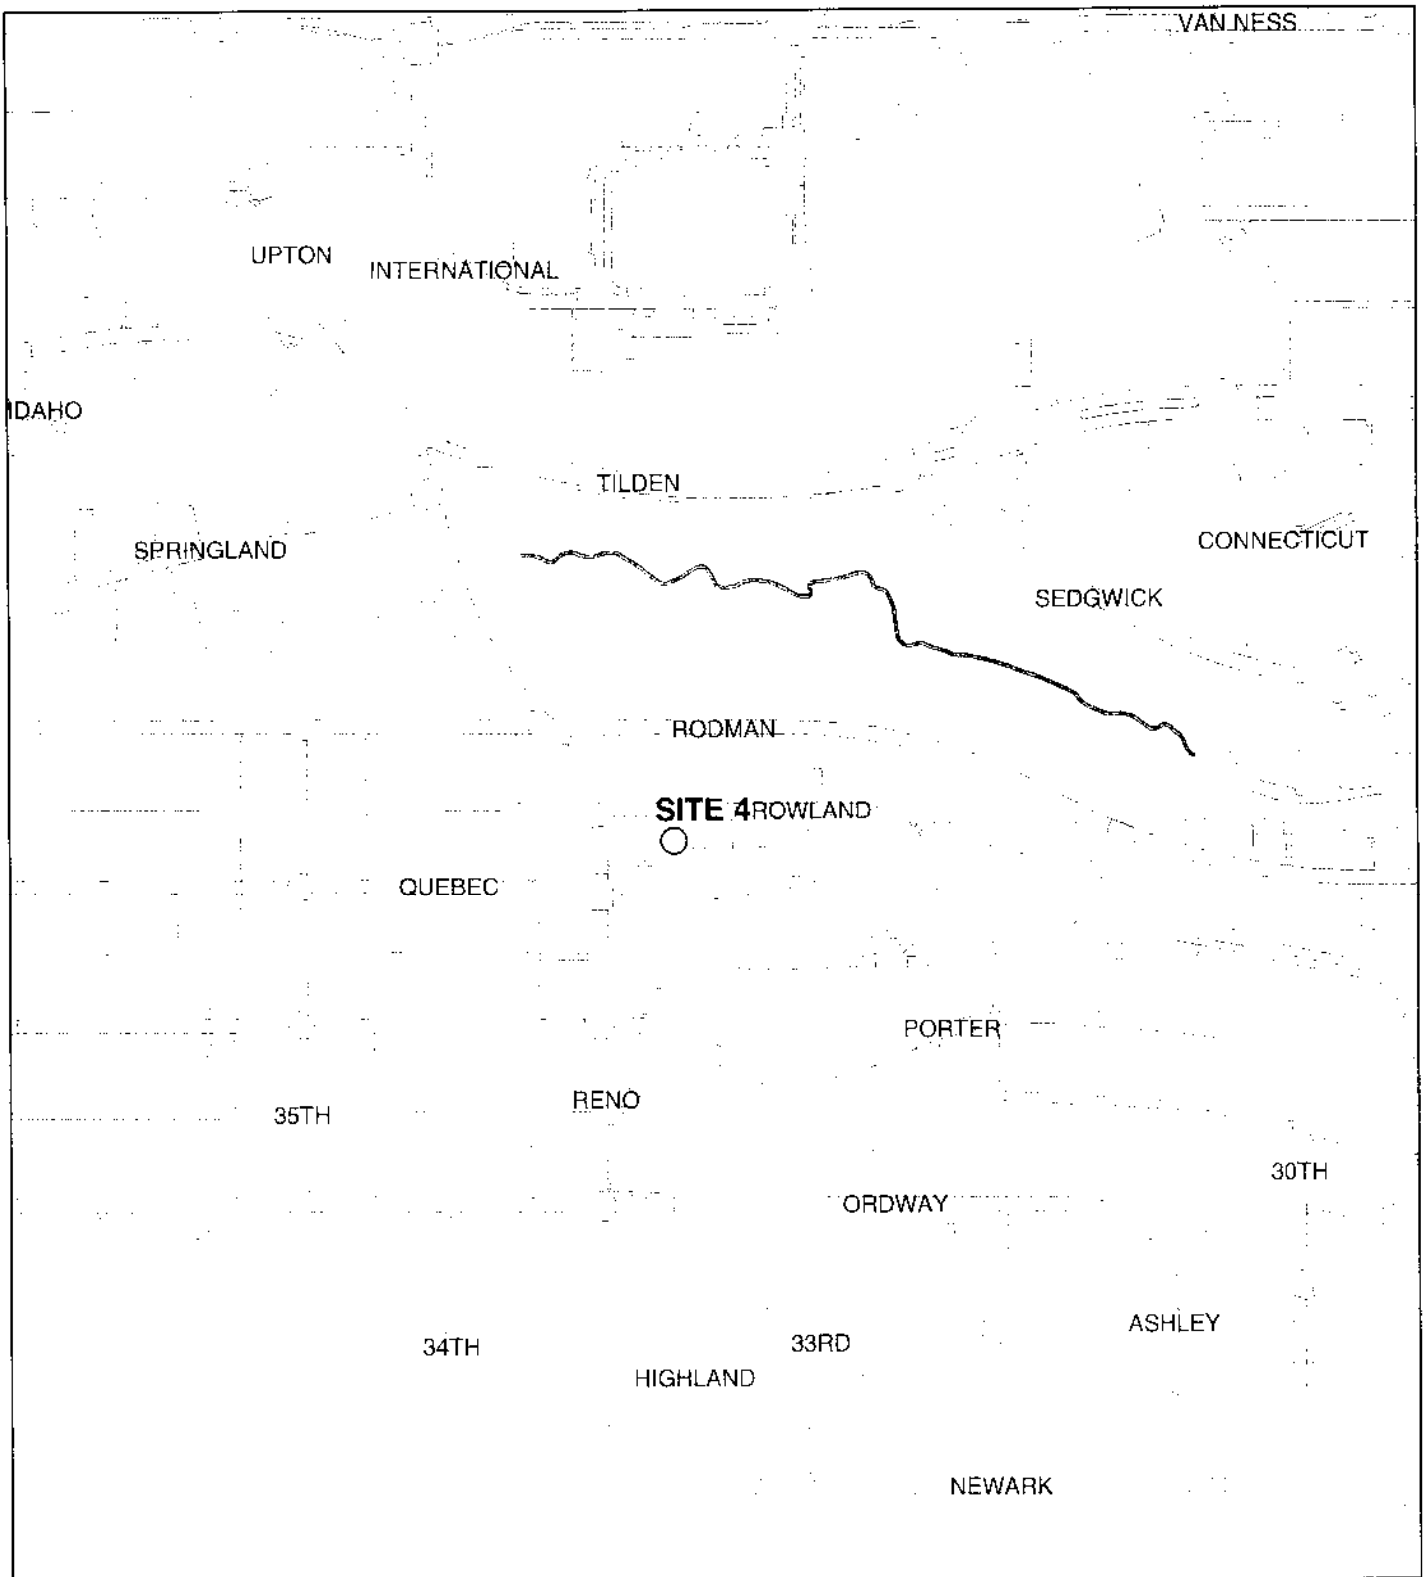 VAN NESS
UPTON
INTERNATIONAL
IDAHO
TILDEN
SPRINGLAND
CONNECTICUT
SEDGWICK
RODMAN
SITE 4
ROWLAND
QUEBEC
PORTER
RENO
35TH
30TH
ORDWAY
ASHLEY
33RD
34TH
HIGHLAND
NEWARK